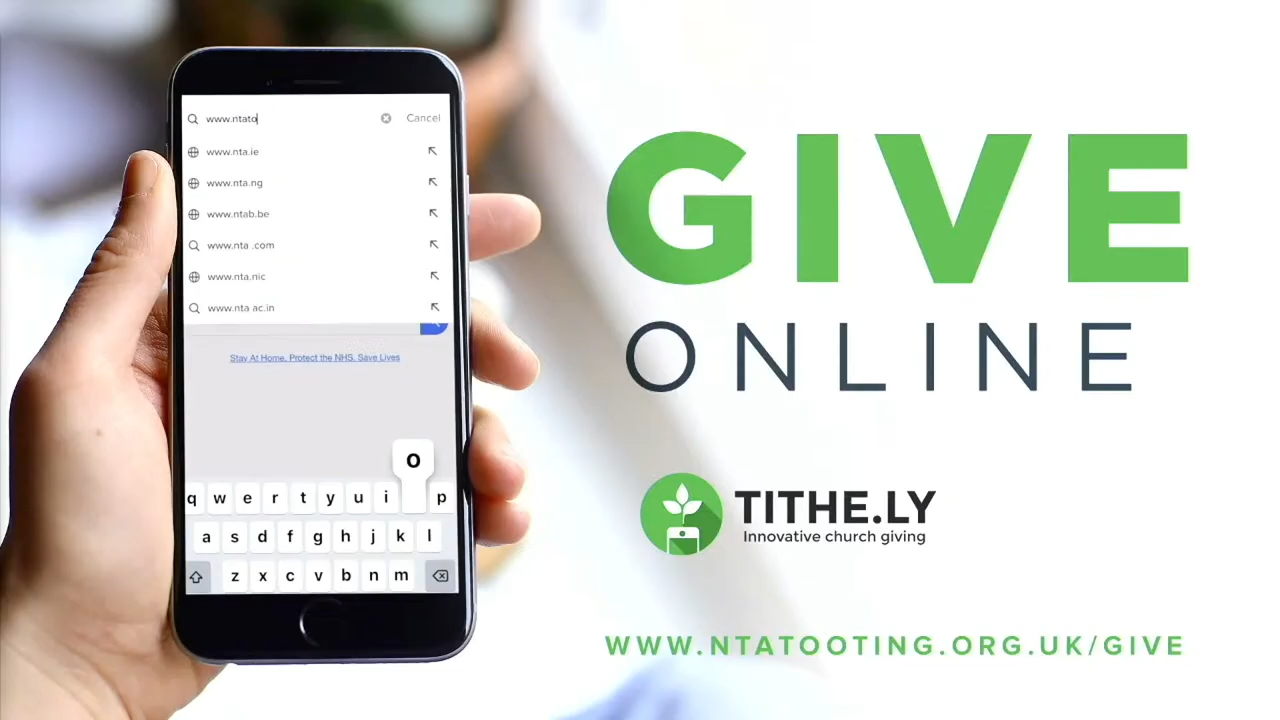 www.ntato
Cancel
www.nta.ie
www.nta.ng
www.ntab.be
www.nta .com
www.nta.nic
www.nta ac.in
Stay At Home. Protect the NHS. Save Lives
o
q w e r t y u i p
a s d f g h j k l
z x c v b n m
GIVE
ONLINE
TITHE.LY
Innovative church giving
WWW.NTATOOTING.ORG.UK/GIVE